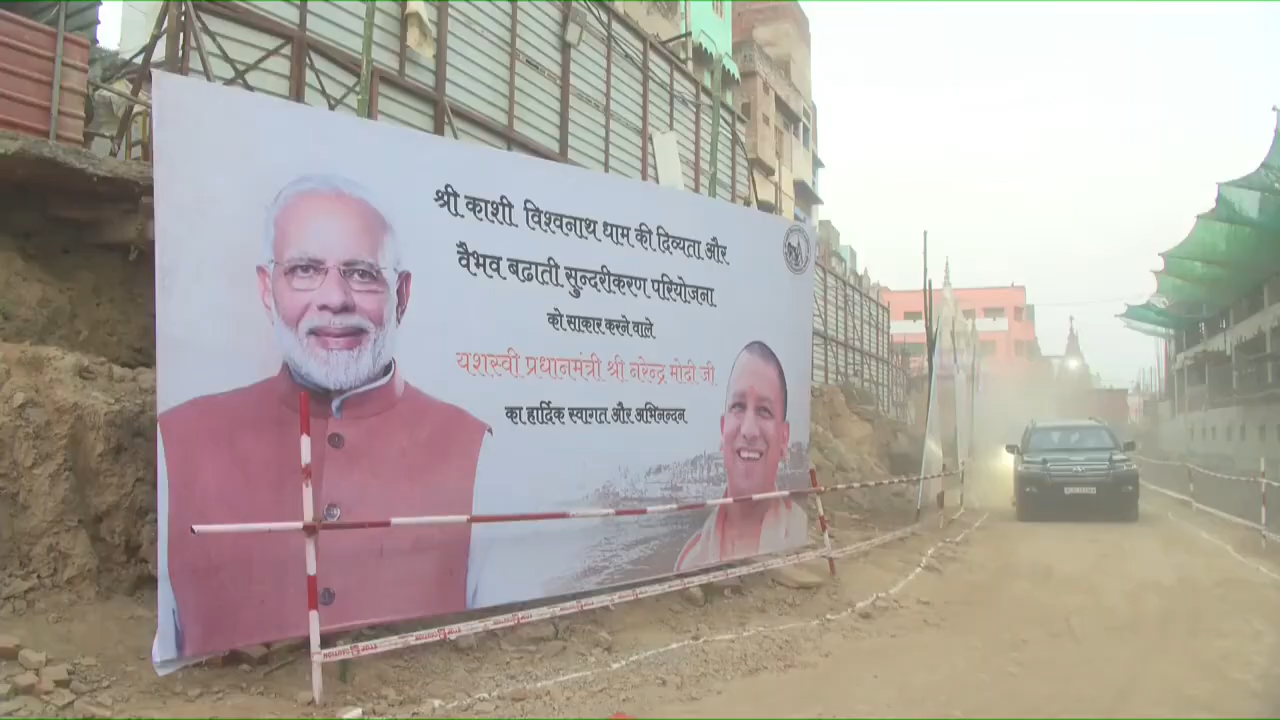 श्री काशी विश्वनाथ धाम की दिव्यता और
वैभव बढाती सुन्दरीकरण परियोजना
को साकार करने वाले
यशस्वी प्रधानमंत्री श्री नरेन्द्र मोदी जी
का हार्दिक स्वागत और अभिनन्दन